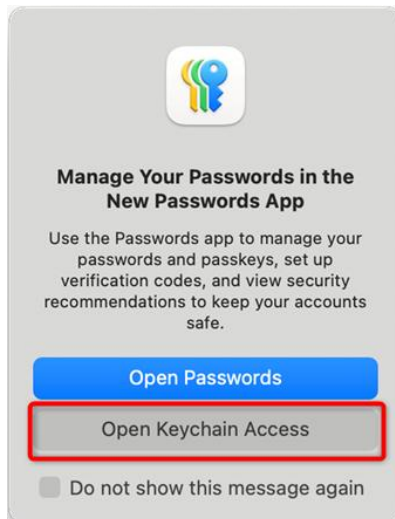 Manage Your Passwords in the
New Passwords App
Use the Passwords app to manage your
passwords and passkeys, set up
verification codes, and view security
recommendations to keep your accounts
safe.
Open Passwords
Open Keychain Access
Do not show this message again